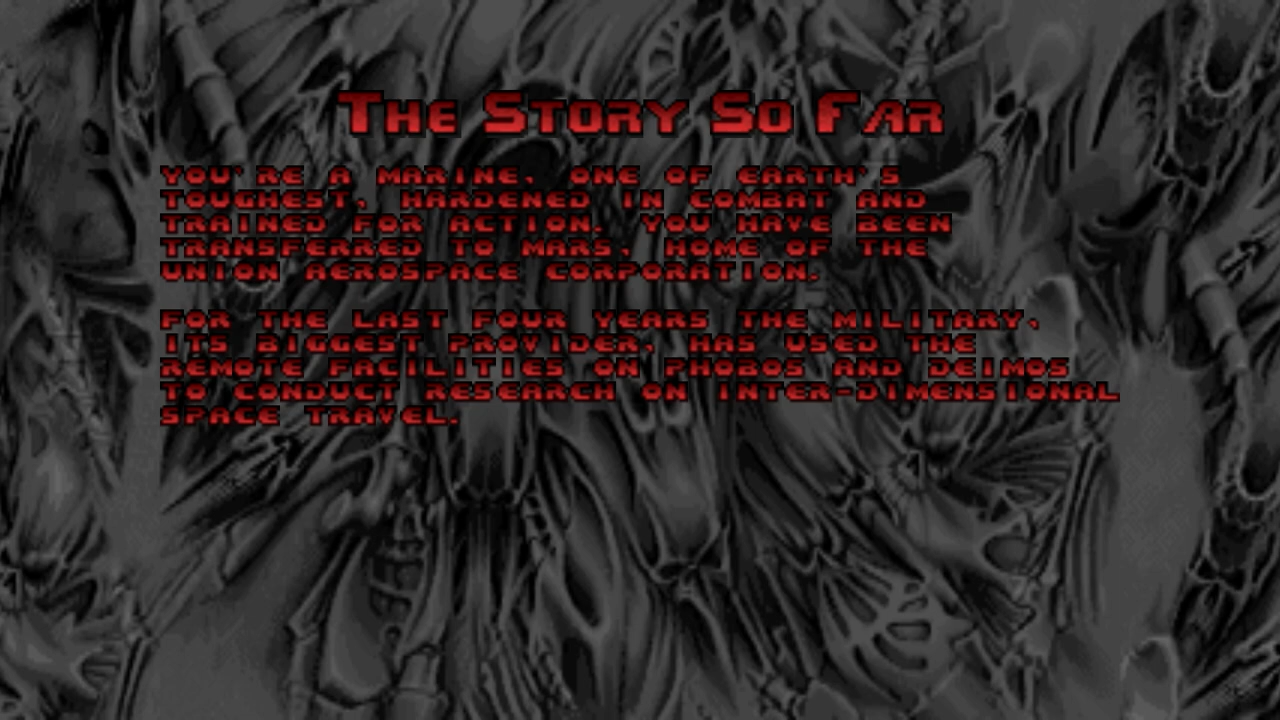 The Story So Far
YOU'RE A MARINE, ONE OF EARTH'S
TOUGHEST, HARDENED IN COMBAT AND
TRAINED FOR ACTION. YOU HAVE BEEN
TRANSFERRED TO MARS, HOME OF THE
UNION AEROSPACE CORPORATION.
FOR THE LAST FOUR YEARS THE MILITARY,
ITS BIGGEST PROVIDER, HAS USED THE
REMOTE FACILITIES ON PHOBOS AND DEIMOS
TO CONDUCT RESEARCH ON INTER-DIMENSIONAL
SPACE TRAVEL.